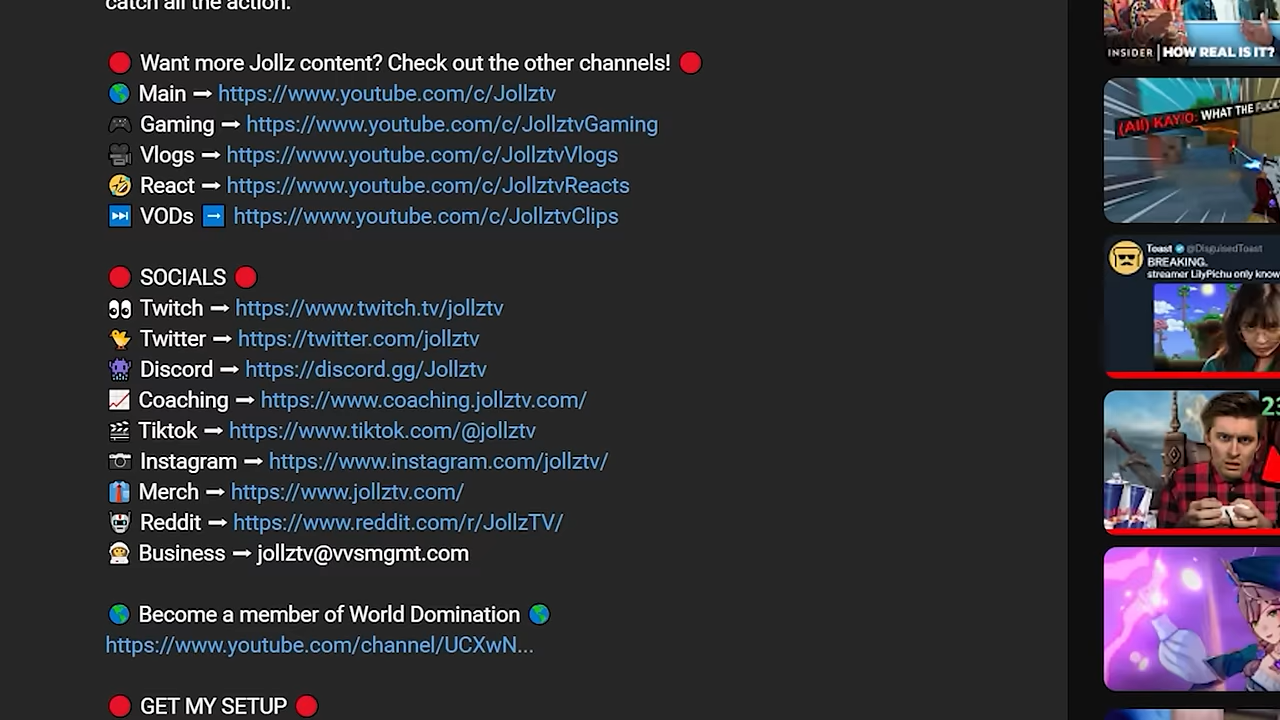 catch all the action.
🔴 Want more Jollz content? Check out the other channels! 🔴
🌎 Main ➞ https://www.youtube.com/c/Jollztv
🎮 Gaming ➞ https://www.youtube.com/c/JollztvGaming
🎥 Vlogs ➞ https://www.youtube.com/c/JollztvVlogs
🤣 React ➞ https://www.youtube.com/c/JollztvReacts
⏭ VODs ➡ https://www.youtube.com/c/JollztvClips
🔴 SOCIALS 🔴
👀 Twitch ➞ https://www.twitch.tv/jollztv
🐤 Twitter ➞ https://twitter.com/jollztv
👾 Discord ➞ https://discord.gg/Jollztv
📈 Coaching ➞ https://www.coaching.jollztv.com/
🎬 Tiktok ➞ https://www.tiktok.com/@jollztv
📷 Instagram ➞ https://www.instagram.com/jollztv/
👔 Merch ➞ https://www.jollztv.com/
🤖 Reddit ➞ https://www.reddit.com/r/JollzTV/
🧑‍🚀 Business ➞ jollztv@vvsmgmt.com
🌎 Become a member of World Domination 🌎
https://www.youtube.com/channel/UCXwN...
🔴 GET MY SETUP 🔴
INSIDER | HOW REAL IS IT?
(All) KAY/O: WHAT THE FUCK
Toast @DisguisedToast
BREAKING.
streamer LilyPichu only know
23